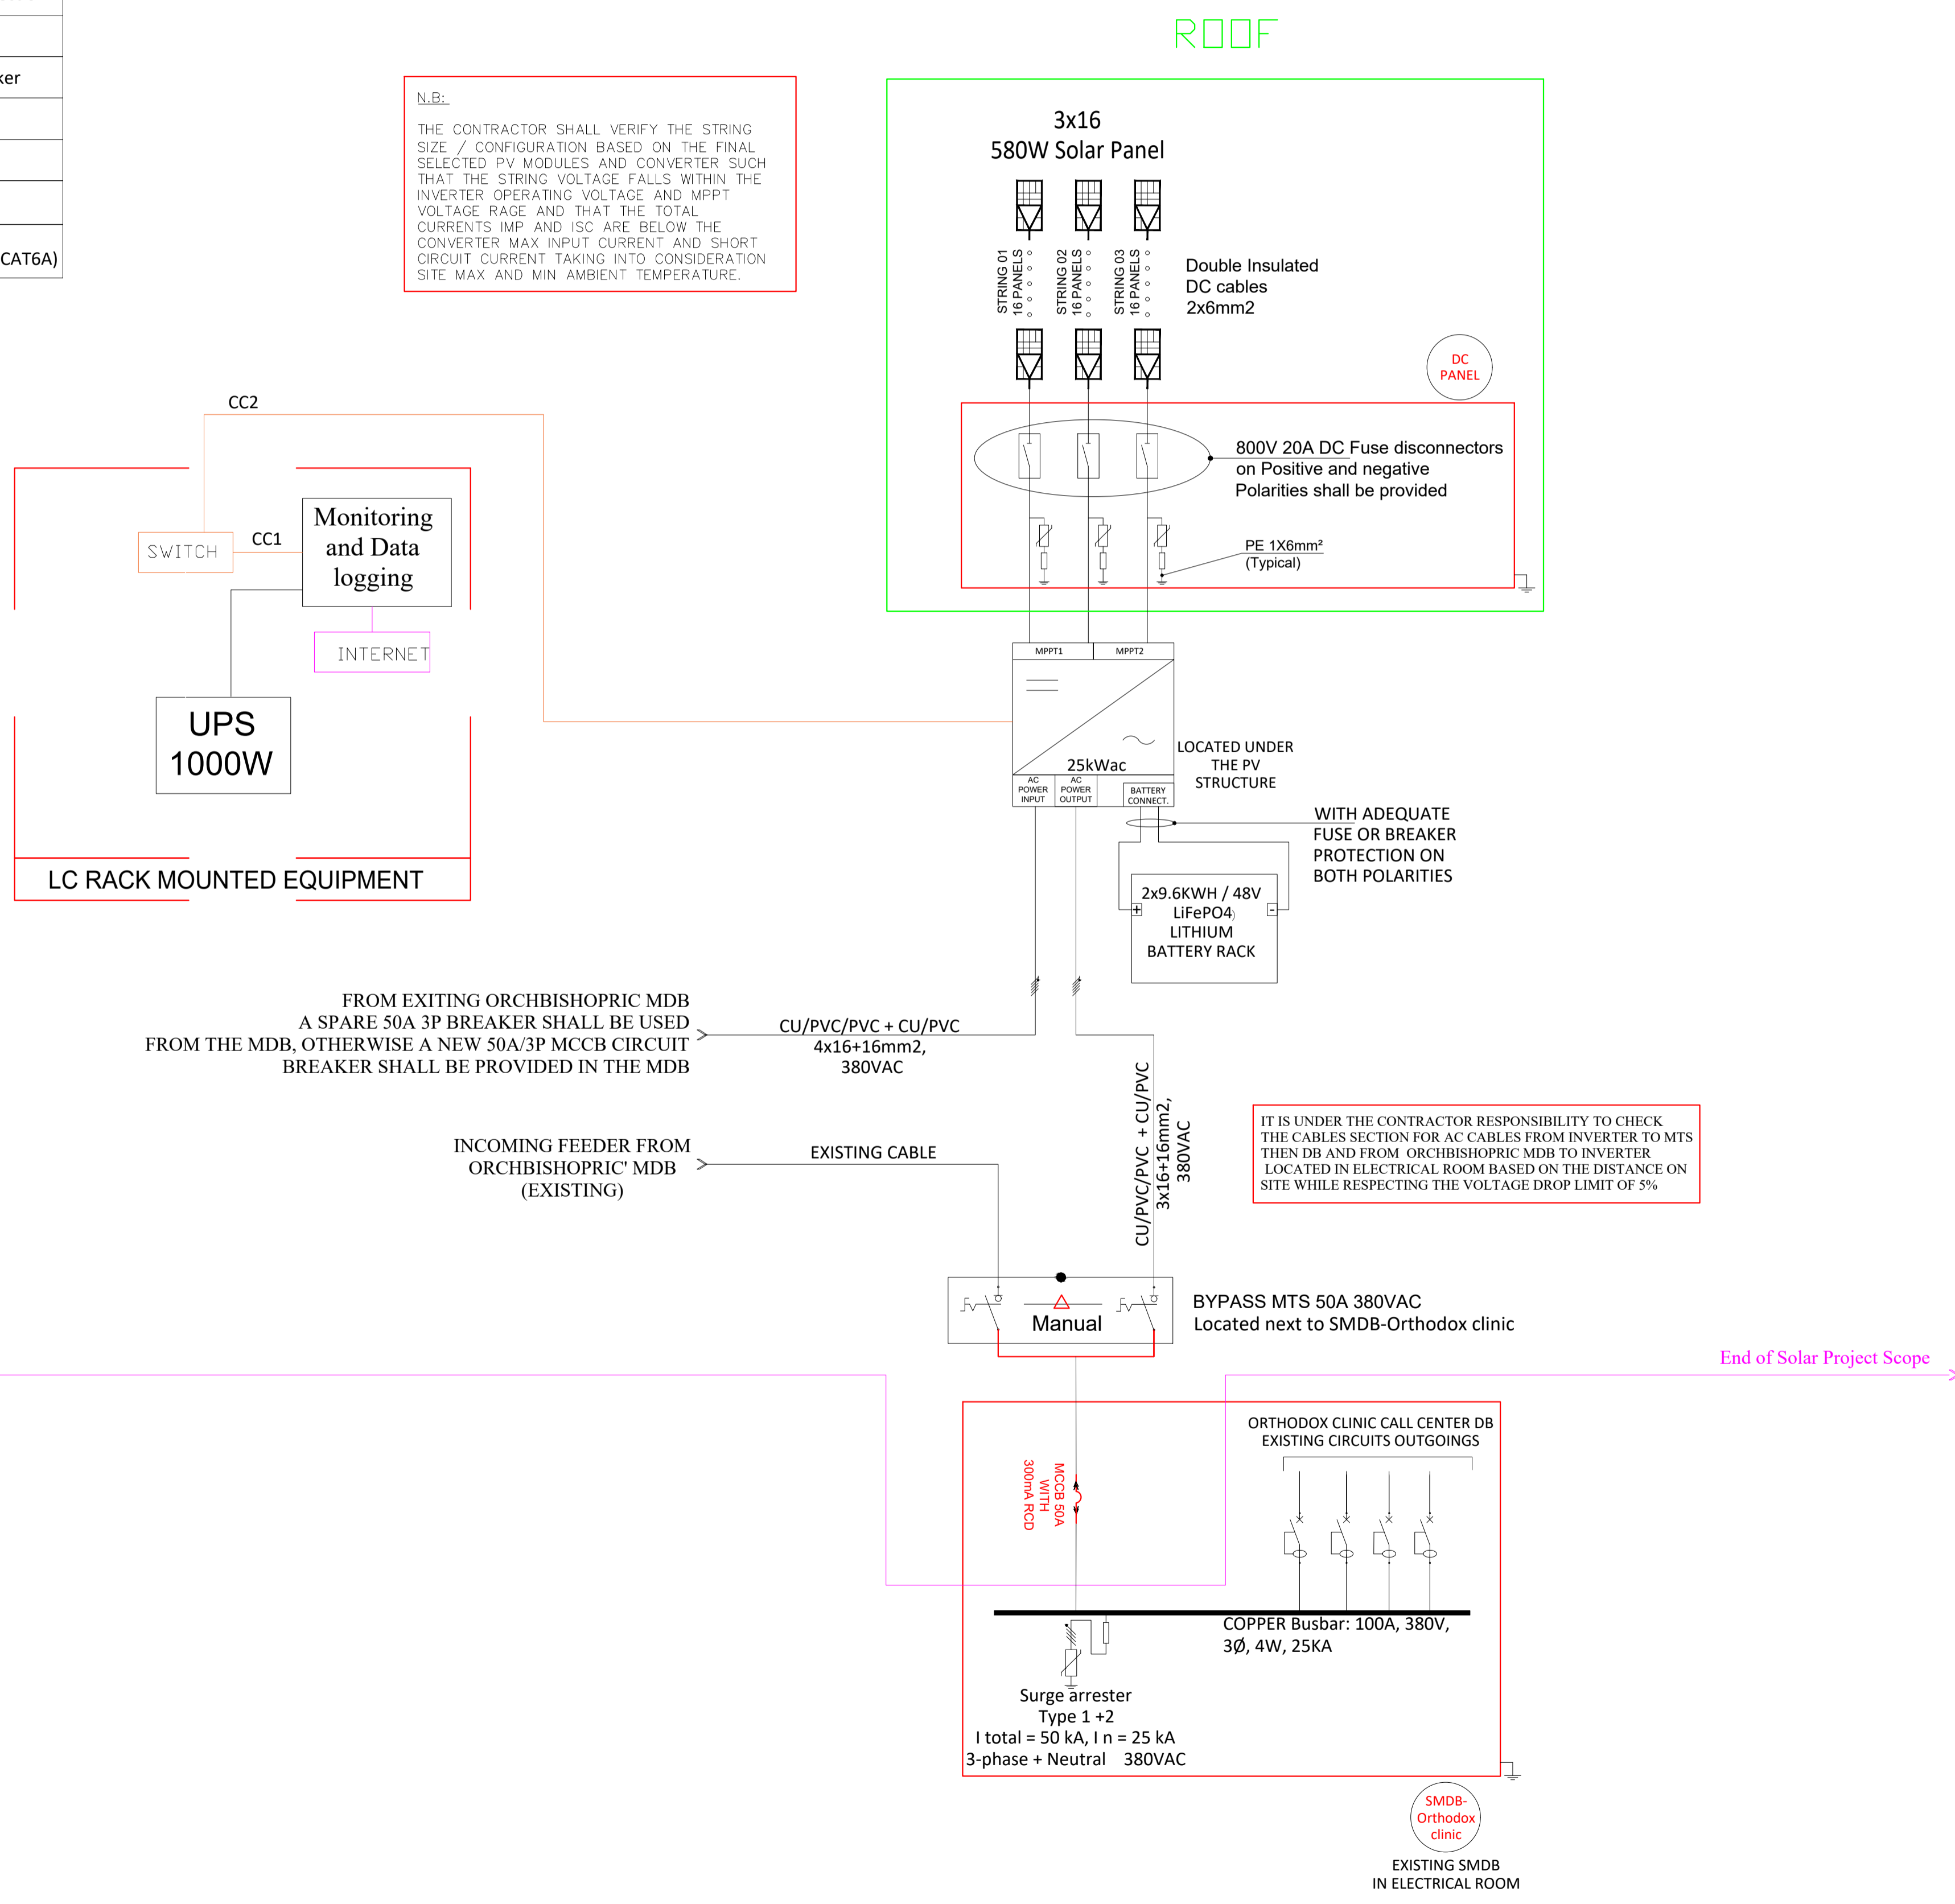 ker
CAT6A)
ROOF
N.B:
THE CONTRACTOR SHALL VERIFY THE STRING
SIZE / CONFIGURATION BASED ON THE FINAL
SELECTED PV MODULES AND CONVERTER SUCH
THAT THE STRING VOLTAGE FALLS WITHIN THE
INVERTER OPERATING VOLTAGE AND MPPT
VOLTAGE RAGE AND THAT THE TOTAL
CURRENTS IMP AND ISC ARE BELOW THE
CONVERTER MAX INPUT CURRENT AND SHORT
CIRCUIT CURRENT TAKING INTO CONSIDERATION
SITE MAX AND MIN AMBIENT TEMPERATURE.
3x16
580W Solar Panel
STRING 01
16 PANELS
STRING 02
16 PANELS
STRING 03
16 PANELS
Double Insulated
DC cables
2x6mm2
DC
PANEL
800V 20A DC Fuse disconnectors
on Positive and negative
Polarities shall be provided
PE 1X6mm²
(Typical)
CC2
SWITCH
CC1
Monitoring
and Data
logging
INTERNET
UPS
1000W
LC RACK MOUNTED EQUIPMENT
MPPT1
MPPT2
25kWac
AC
POWER
INPUT
AC
POWER
OUTPUT
BATTERY
CONNECT.
LOCATED UNDER
THE PV
STRUCTURE
WITH ADEQUATE
FUSE OR BREAKER
PROTECTION ON
BOTH POLARITIES
2x9.6KWH / 48V
LiFePO4)
LITHIUM
BATTERY RACK
+
-
FROM EXITING ORCHBISHOPRIC MDB
A SPARE 50A 3P BREAKER SHALL BE USED
FROM THE MDB, OTHERWISE A NEW 50A/3P MCCB CIRCUIT
BREAKER SHALL BE PROVIDED IN THE MDB
CU/PVC/PVC + CU/PVC
4x16+16mm2,
380VAC
INCOMING FEEDER FROM
ORCHBISHOPRIC' MDB
(EXISTING)
EXISTING CABLE
CU/PVC/PVC + CU/PVC
3x16+16mm2,
380VAC
IT IS UNDER THE CONTRACTOR RESPONSIBILITY TO CHECK
THE CABLES SECTION FOR AC CABLES FROM INVERTER TO MTS
THEN DB AND FROM ORCHBISHOPRIC MDB TO INVERTER
LOCATED IN ELECTRICAL ROOM BASED ON THE DISTANCE ON
SITE WHILE RESPECTING THE VOLTAGE DROP LIMIT OF 5%
Manual
BYPASS MTS 50A 380VAC
Located next to SMDB-Orthodox clinic
End of Solar Project Scope
MCCB 50A
WITH
300mA RCD
ORTHODOX CLINIC CALL CENTER DB
EXISTING CIRCUITS OUTGOINGS
COPPER Busbar: 100A, 380V,
3Ø, 4W, 25KA
Surge arrester
Type 1 +2
I total = 50 kA, I n = 25 kA
3-phase + Neutral 380VAC
SMDB-
Orthodox
clinic
EXISTING SMDB
IN ELECTRICAL ROOM